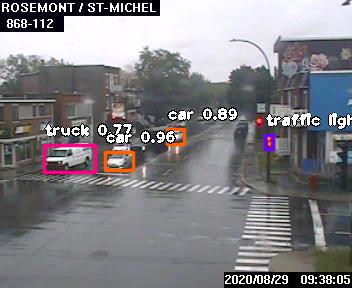 ROSEMONT / ST-MICHEL
868-112
car 0.89
traffic ligh
truck 0.77
car 0.96
2020/08/29 09:38:05